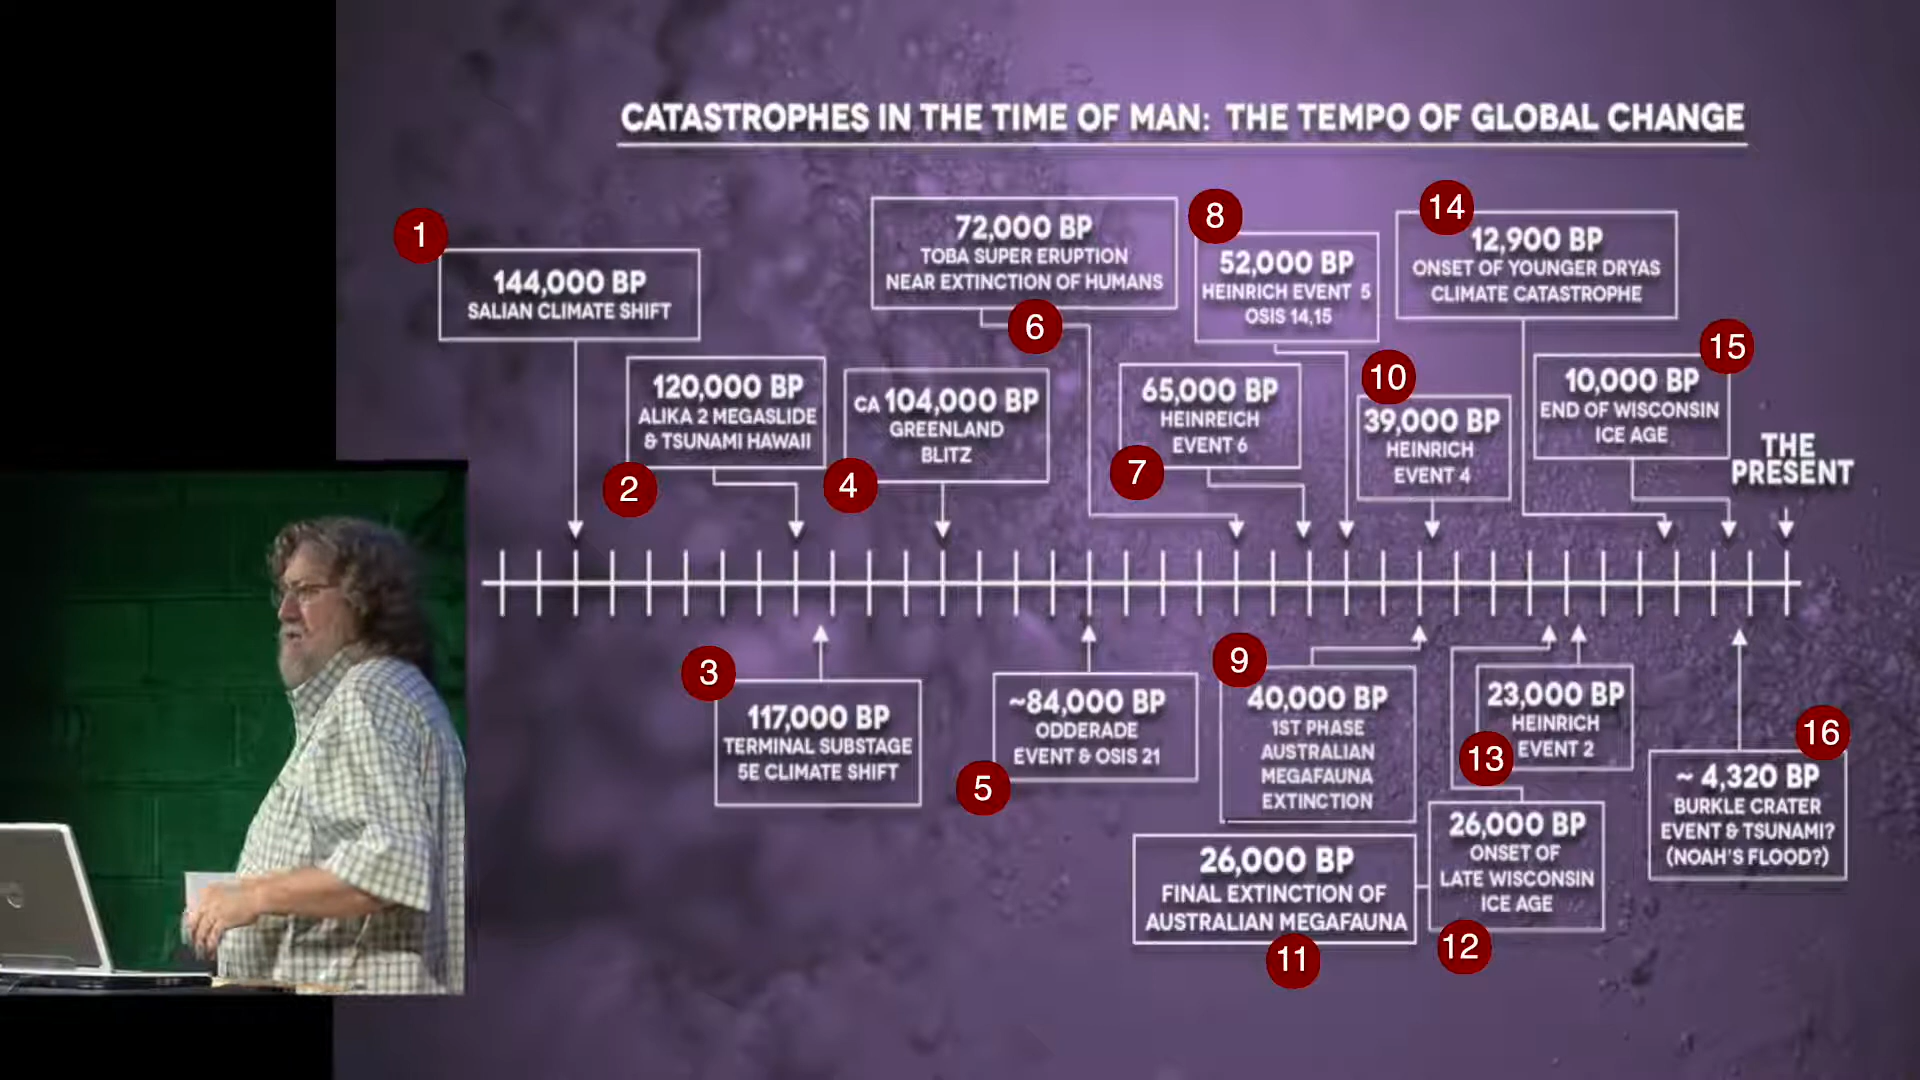 CATASTROPHES IN THE TIME OF MAN: THE TEMPO OF GLOBAL CHANGE
1
144,000 BP
SALIAN CLIMATE SHIFT
2
120,000 BP
ALIKA 2 MEGASLIDE
& TSUNAMI HAWAII
3
117,000 BP
TERMINAL SUBSTAGE
5E CLIMATE SHIFT
4
CA 104,000 BP
GREENLAND
BLITZ
5
~84,000 BP
ODDERADE
EVENT & OSIS 21
6
72,000 BP
TOBA SUPER ERUPTION
NEAR EXTINCTION OF HUMANS
7
65,000 BP
HEINREICH
EVENT 6
8
52,000 BP
HEINRICH EVENT 5
OSIS 14,15
9
40,000 BP
1ST PHASE
AUSTRALIAN
MEGAFAUNA
EXTINCTION
10
39,000 BP
HEINRICH
EVENT 4
11
26,000 BP
FINAL EXTINCTION OF
AUSTRALIAN MEGAFAUNA
12
26,000 BP
ONSET OF
LATE WISCONSIN
ICE AGE
13
23,000 BP
HEINRICH
EVENT 2
14
12,900 BP
ONSET OF YOUNGER DRYAS
CLIMATE CATASTROPHE
15
10,000 BP
END OF WISCONSIN
ICE AGE
16
~ 4,320 BP
BURKLE CRATER
EVENT & TSUNAMI?
(NOAH'S FLOOD?)
THE
PRESENT